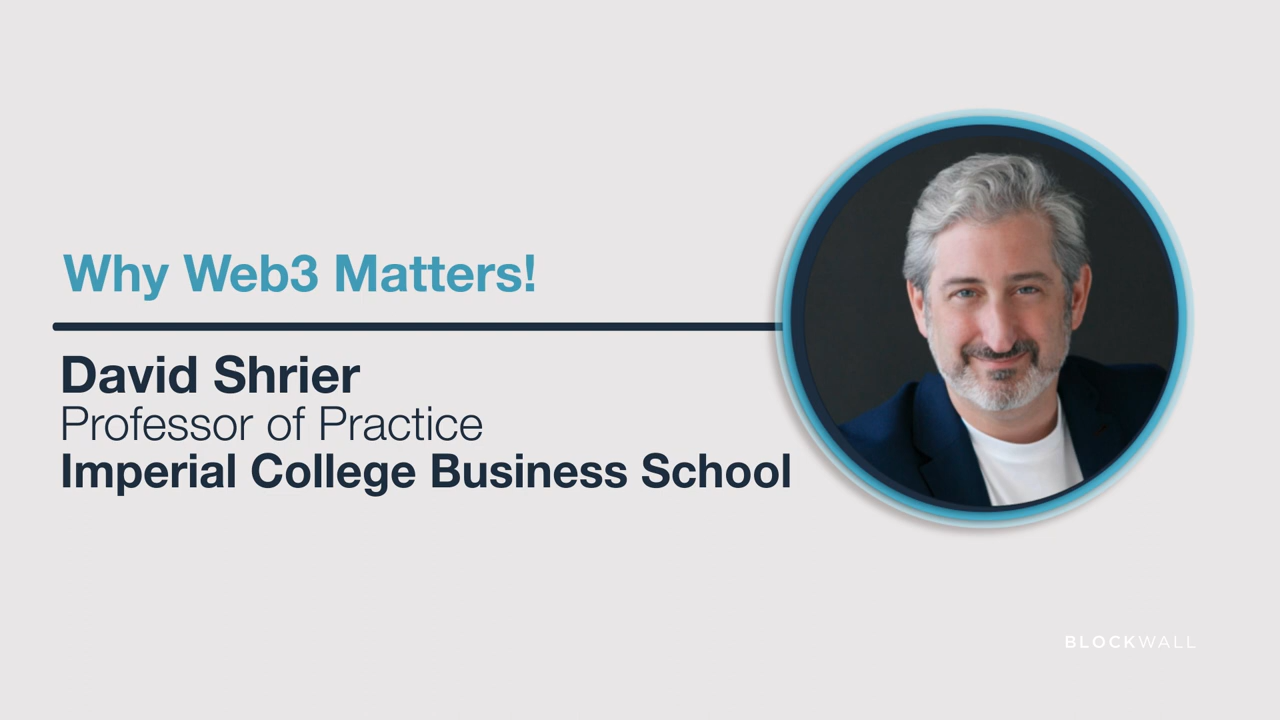 Why Web3 Matters!
David Shrier
Professor of Practice
Imperial College Business School
BLOCKWALL